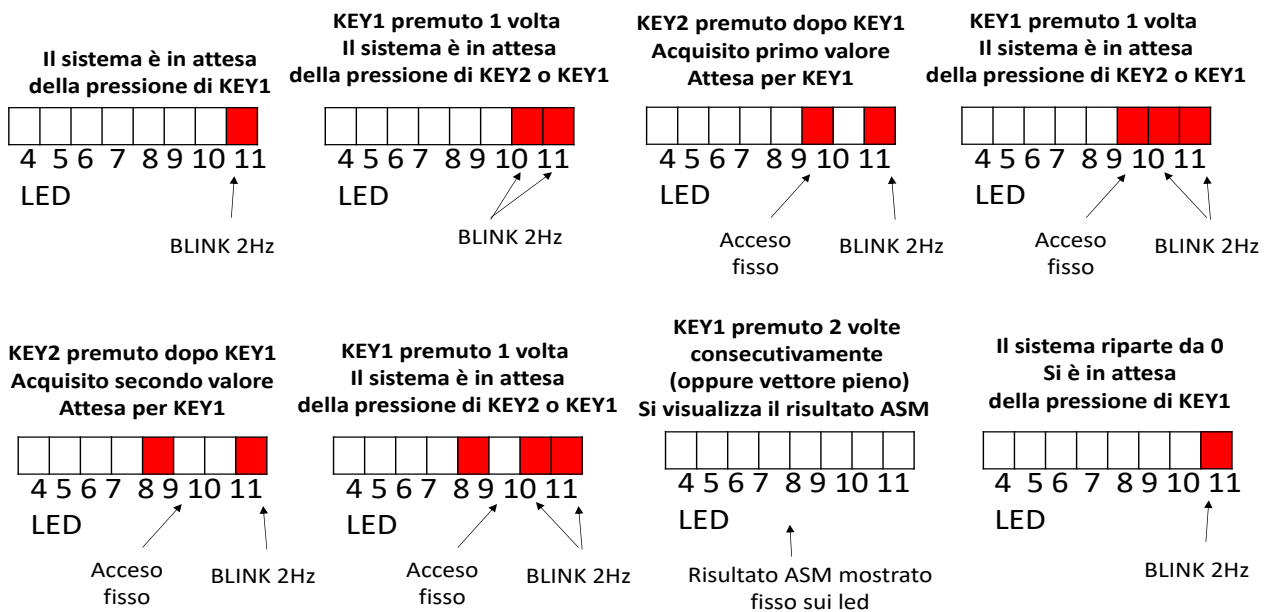 Il sistema è in attesa
della pressione di KEY1
4 5 6 7 8 9 10 11
LED
BLINK 2Hz
KEY1 premuto 1 volta
Il sistema è in attesa
della pressione di KEY2 o KEY1
4 5 6 7 8 9 10 11
LED
BLINK 2Hz
KEY2 premuto dopo KEY1
Acquisito primo valore
Attesa per KEY1
4 5 6 7 8 9 10 11
LED
Acceso
fisso
BLINK 2Hz
KEY1 premuto 1 volta
Il sistema è in attesa
della pressione di KEY2 o KEY1
4 5 6 7 8 9 10 11
LED
Acceso
fisso
BLINK 2Hz
KEY2 premuto dopo KEY1
Acquisito secondo valore
Attesa per KEY1
4 5 6 7 8 9 10 11
LED
Acceso
fisso
BLINK 2Hz
KEY1 premuto 1 volta
Il sistema è in attesa
della pressione di KEY2 o KEY1
4 5 6 7 8 9 10 11
LED
Acceso
fisso
BLINK 2Hz
KEY1 premuto 2 volte
consecutivamente
(oppure vettore pieno)
Si visualizza il risultato ASM
4 5 6 7 8 9 10 11
LED
Risultato ASM mostrato
fisso sui led
Il sistema riparte da 0
Si è in attesa
della pressione di KEY1
4 5 6 7 8 9 10 11
LED
BLINK 2Hz